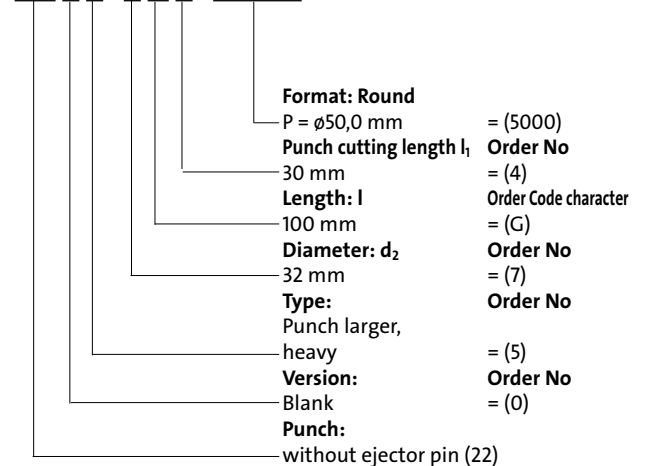 Format: Round
P = ø50,0 mm = (5000)
Punch cutting length l₁ Order No
30 mm = (4)
Length: l Order Code character
100 mm = (G)
Diameter: d₂ Order No
32 mm = (7)
Type: Order No
Punch larger,
heavy = (5)
Version: Order No
Blank = (0)
Punch:
without ejector pin (22)